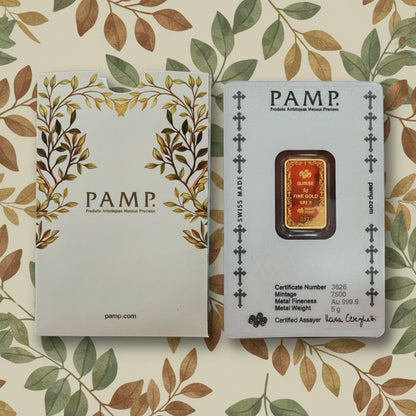 PAMP.
Produits Artistiques Métaux Précieux
pamp.com
PAMP.
Produits Artistiques Métaux Précieux
SWISS MADE
pamp.com
SUNRISE
5g
FINE GOLD
999.9
Certificate Number 3626
Mintage 7500
Metal Fineness Au 999.9
Metal Weight 5 g
Certified Assayer